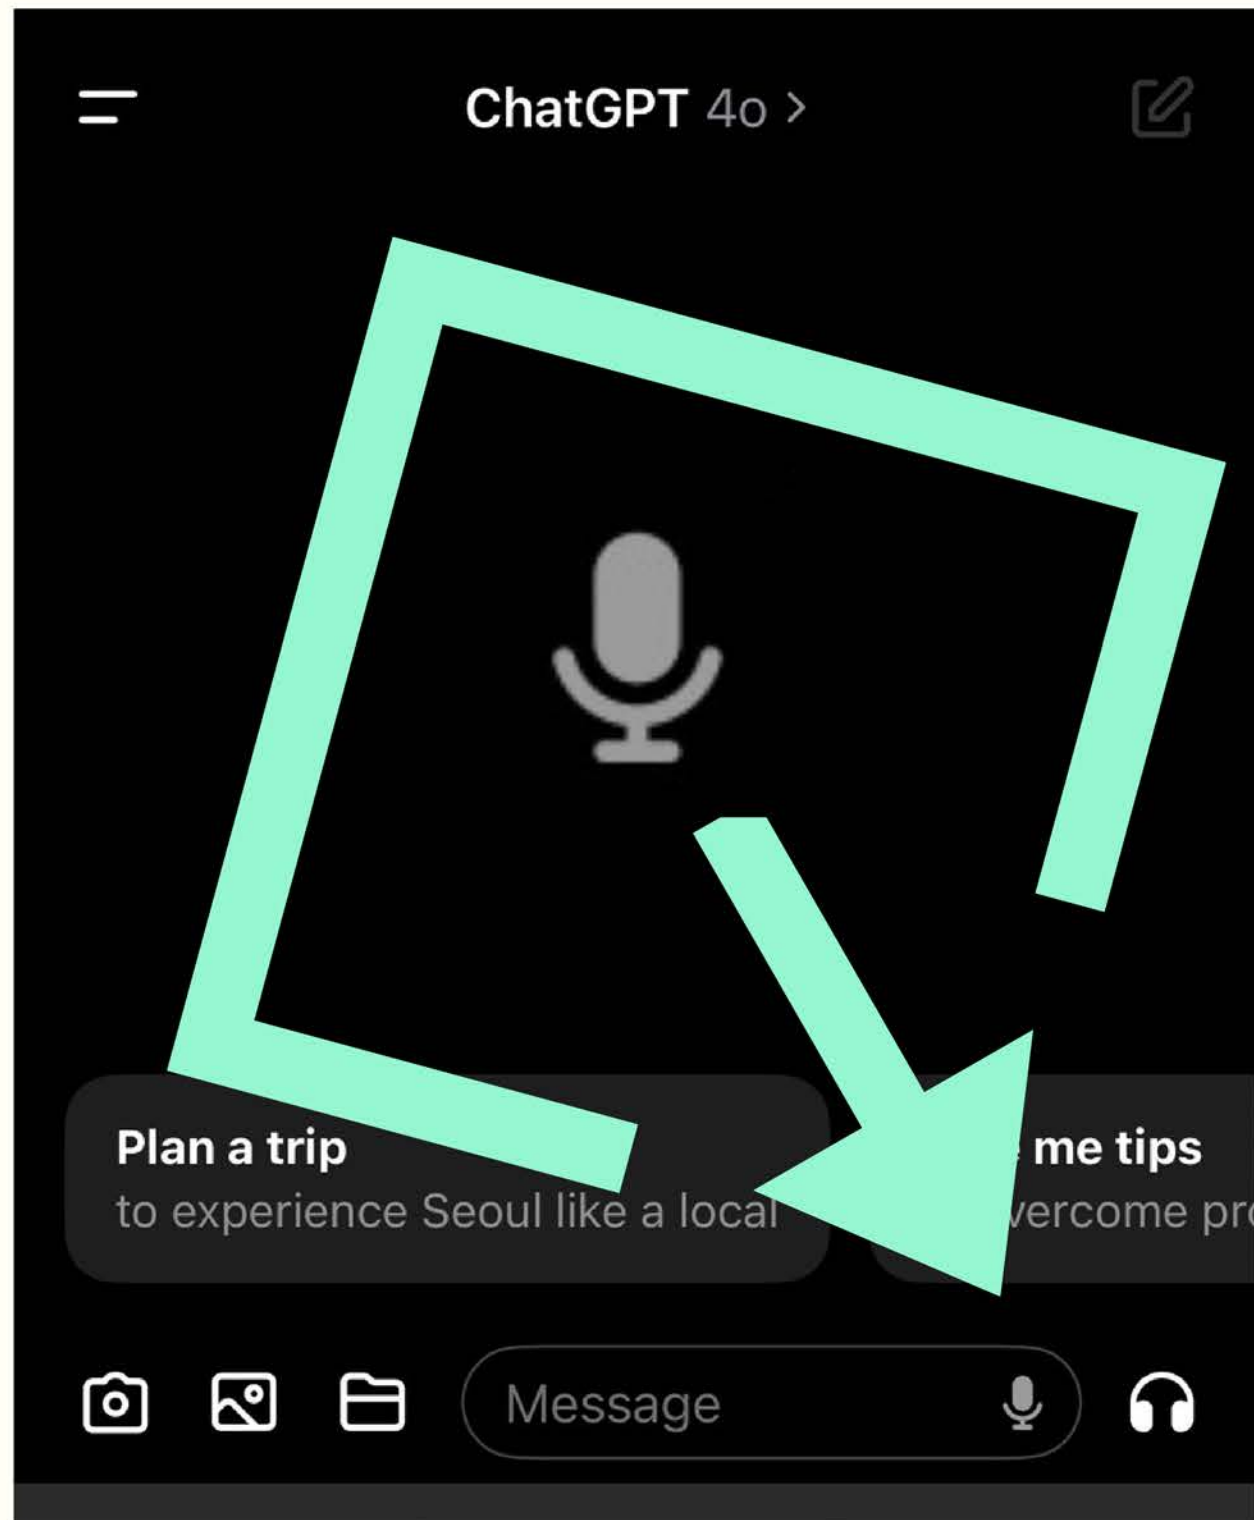 ChatGPT 4o >
Plan a trip
to experience Seoul like a local
me tips
Message